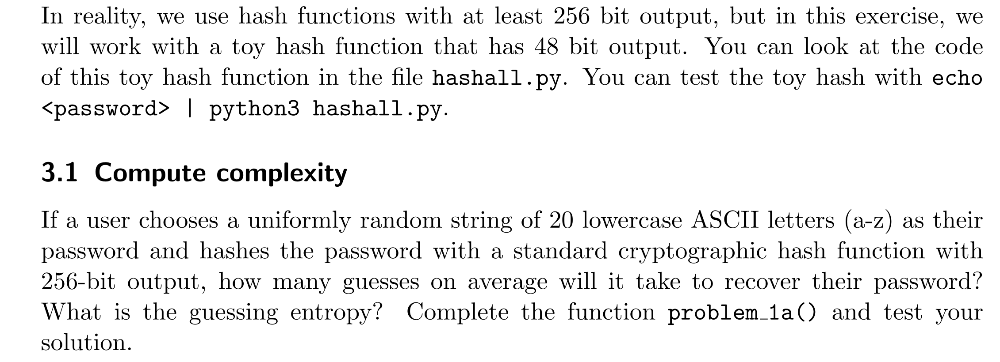 In reality, we use hash functions with at least 256 bit output, but in this exercise, we
will work with a toy hash function that has 48 bit output. You can look at the code
of this toy hash function in the file hashall.py. You can test the toy hash with echo
<password> | python3 hashall.py.
3.1 Compute complexity
If a user chooses a uniformly random string of 20 lowercase ASCII letters (a-z) as their
password and hashes the password with a standard cryptographic hash function with
256-bit output, how many guesses on average will it take to recover their password?
What is the guessing entropy? Complete the function problem_1a() and test your
solution.